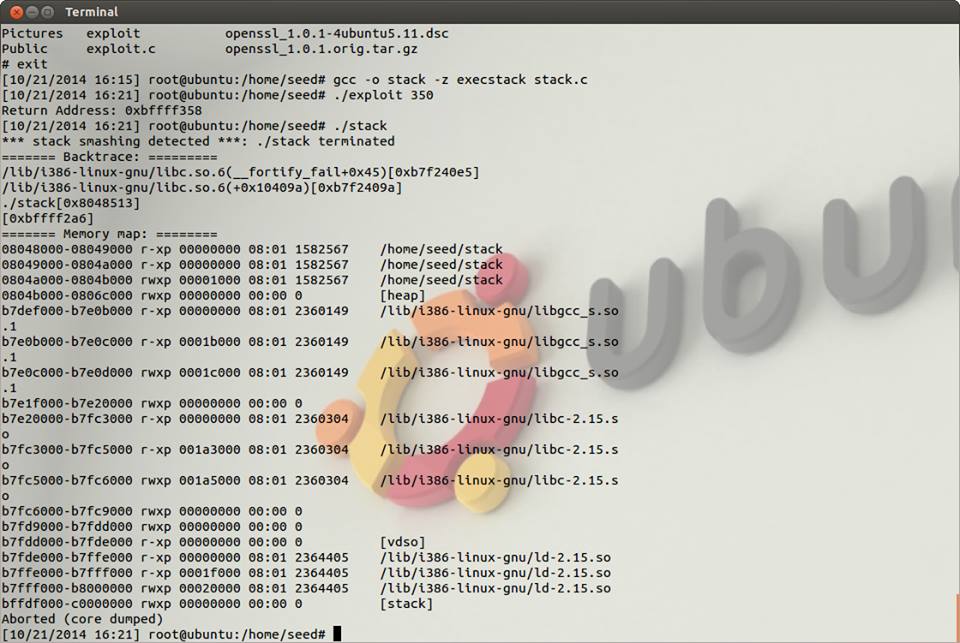 Terminal
Pictures   exploit           openssl_1.0.1-4ubuntu5.11.dsc
Public     exploit.c         openssl_1.0.1.orig.tar.gz
# exit
[10/21/2014 16:15] root@ubuntu:/home/seed# gcc -o stack -z execstack stack.c
[10/21/2014 16:21] root@ubuntu:/home/seed# ./exploit 350
Return Address: 0xbffff358
[10/21/2014 16:21] root@ubuntu:/home/seed# ./stack
*** stack smashing detected ***: ./stack terminated
======= Backtrace: =========
/lib/i386-linux-gnu/libc.so.6(__fortify_fail+0x45)[0xb7f240e5]
/lib/i386-linux-gnu/libc.so.6(+0x10409a)[0xb7f2409a]
./stack[0x8048513]
[0xbffff2a6]
======= Memory map: ========
08048000-08049000 r-xp 00000000 08:01 1582567    /home/seed/stack
08049000-0804a000 r-xp 00000000 08:01 1582567    /home/seed/stack
0804a000-0804b000 rwxp 00001000 08:01 1582567    /home/seed/stack
0804b000-0806c000 rwxp 00000000 00:00 0          [heap]
b7def000-b7e0b000 r-xp 00000000 08:01 2360149    /lib/i386-linux-gnu/libgcc_s.so
.1
b7e0b000-b7e0c000 r-xp 0001b000 08:01 2360149    /lib/i386-linux-gnu/libgcc_s.so
.1
b7e0c000-b7e0d000 rwxp 0001c000 08:01 2360149    /lib/i386-linux-gnu/libgcc_s.so
.1
b7e1f000-b7e20000 rwxp 00000000 00:00 0
b7e20000-b7fc3000 r-xp 00000000 08:01 2360304    /lib/i386-linux-gnu/libc-2.15.s
o
b7fc3000-b7fc5000 r-xp 001a3000 08:01 2360304    /lib/i386-linux-gnu/libc-2.15.s
o
b7fc5000-b7fc6000 rwxp 001a5000 08:01 2360304    /lib/i386-linux-gnu/libc-2.15.s
o
b7fc6000-b7fc9000 rwxp 00000000 00:00 0
b7fd9000-b7fdd000 rwxp 00000000 00:00 0
b7fdd000-b7fde000 r-xp 00000000 00:00 0          [vdso]
b7fde000-b7ffe000 r-xp 00000000 08:01 2364405    /lib/i386-linux-gnu/ld-2.15.so
b7ffe000-b7fff000 r-xp 0001f000 08:01 2364405    /lib/i386-linux-gnu/ld-2.15.so
b7fff000-b8000000 rwxp 00020000 08:01 2364405    /lib/i386-linux-gnu/ld-2.15.so
bffdf000-c0000000 rwxp 00000000 00:00 0          [stack]
Aborted (core dumped)
[10/21/2014 16:21] root@ubuntu:/home/seed#
ubu